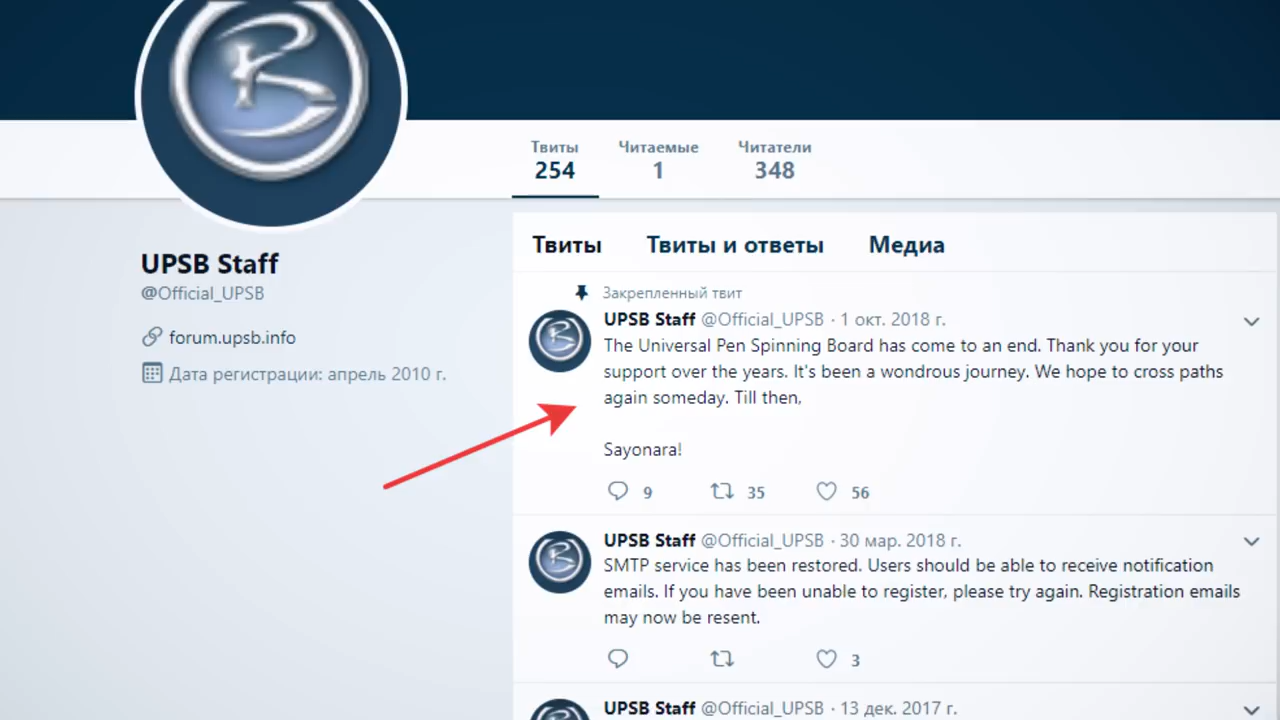 Твиты
254
Читаемые
1
Читатели
348
UPSB Staff
@Official_UPSB
forum.upsb.info
Дата регистрации: апрель 2010 г.
Твиты
Твиты и ответы
Медиа
Закрепленный твит
UPSB Staff @Official_UPSB · 1 окт. 2018 г.
The Universal Pen Spinning Board has come to an end. Thank you for your
support over the years. It's been a wondrous journey. We hope to cross paths
again someday. Till then,
Sayonara!
9 35 56
UPSB Staff @Official_UPSB · 30 мар. 2018 г.
SMTP service has been restored. Users should be able to receive notification
emails. If you have been unable to register, please try again. Registration emails
may now be resent.
3
UPSB Staff @Official_UPSB · 13 дек. 2017 г.